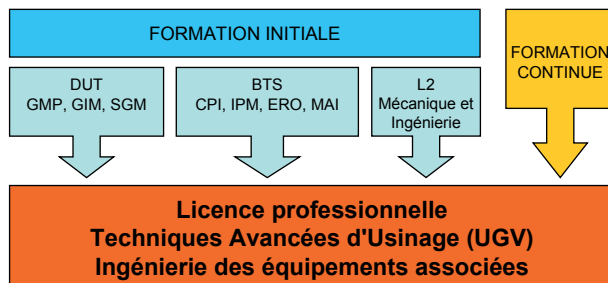 FORMATION INITIALE
FORMATION
CONTINUE
DUT
GMP, GIM, SGM
BTS
CPI, IPM, ERO, MAI
L2
Mécanique et
Ingénierie
Licence professionnelle
Techniques Avancées d'Usinage (UGV)
Ingénierie des équipements associées